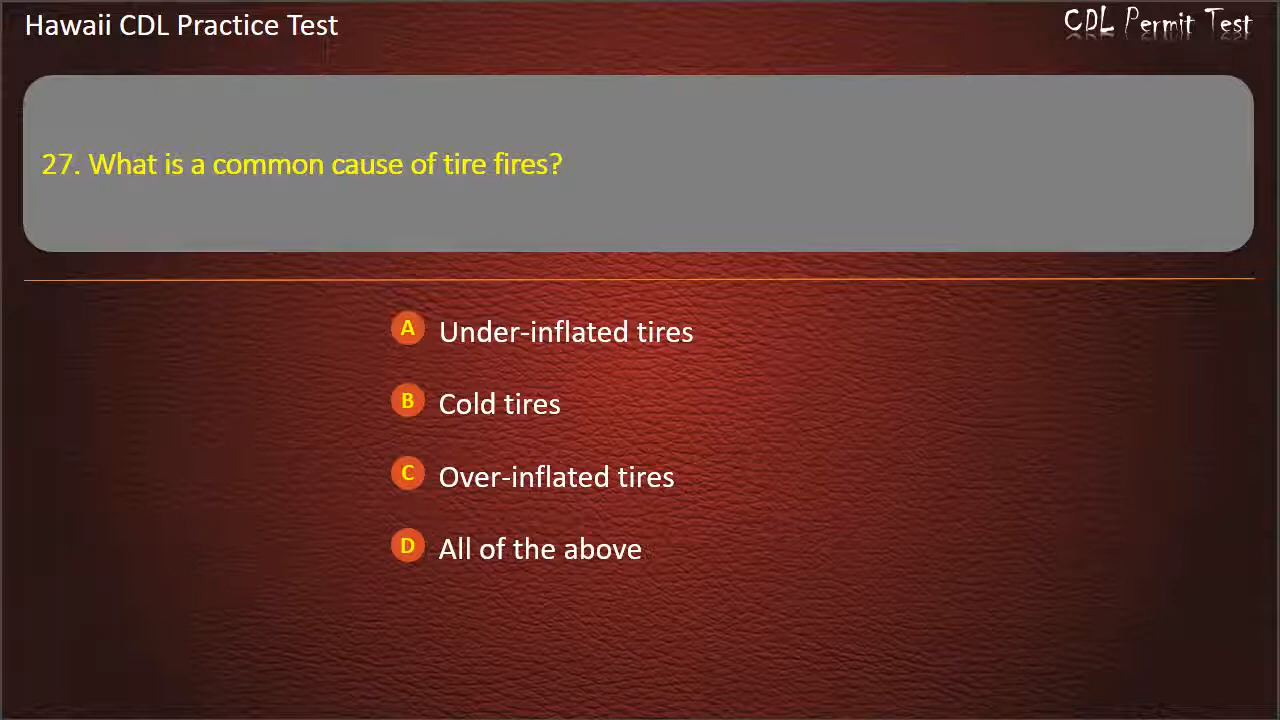 Hawaii CDL Practice Test
CDL Permit Test
27. What is a common cause of tire fires?
A Under-inflated tires
B Cold tires
C Over-inflated tires
D All of the above